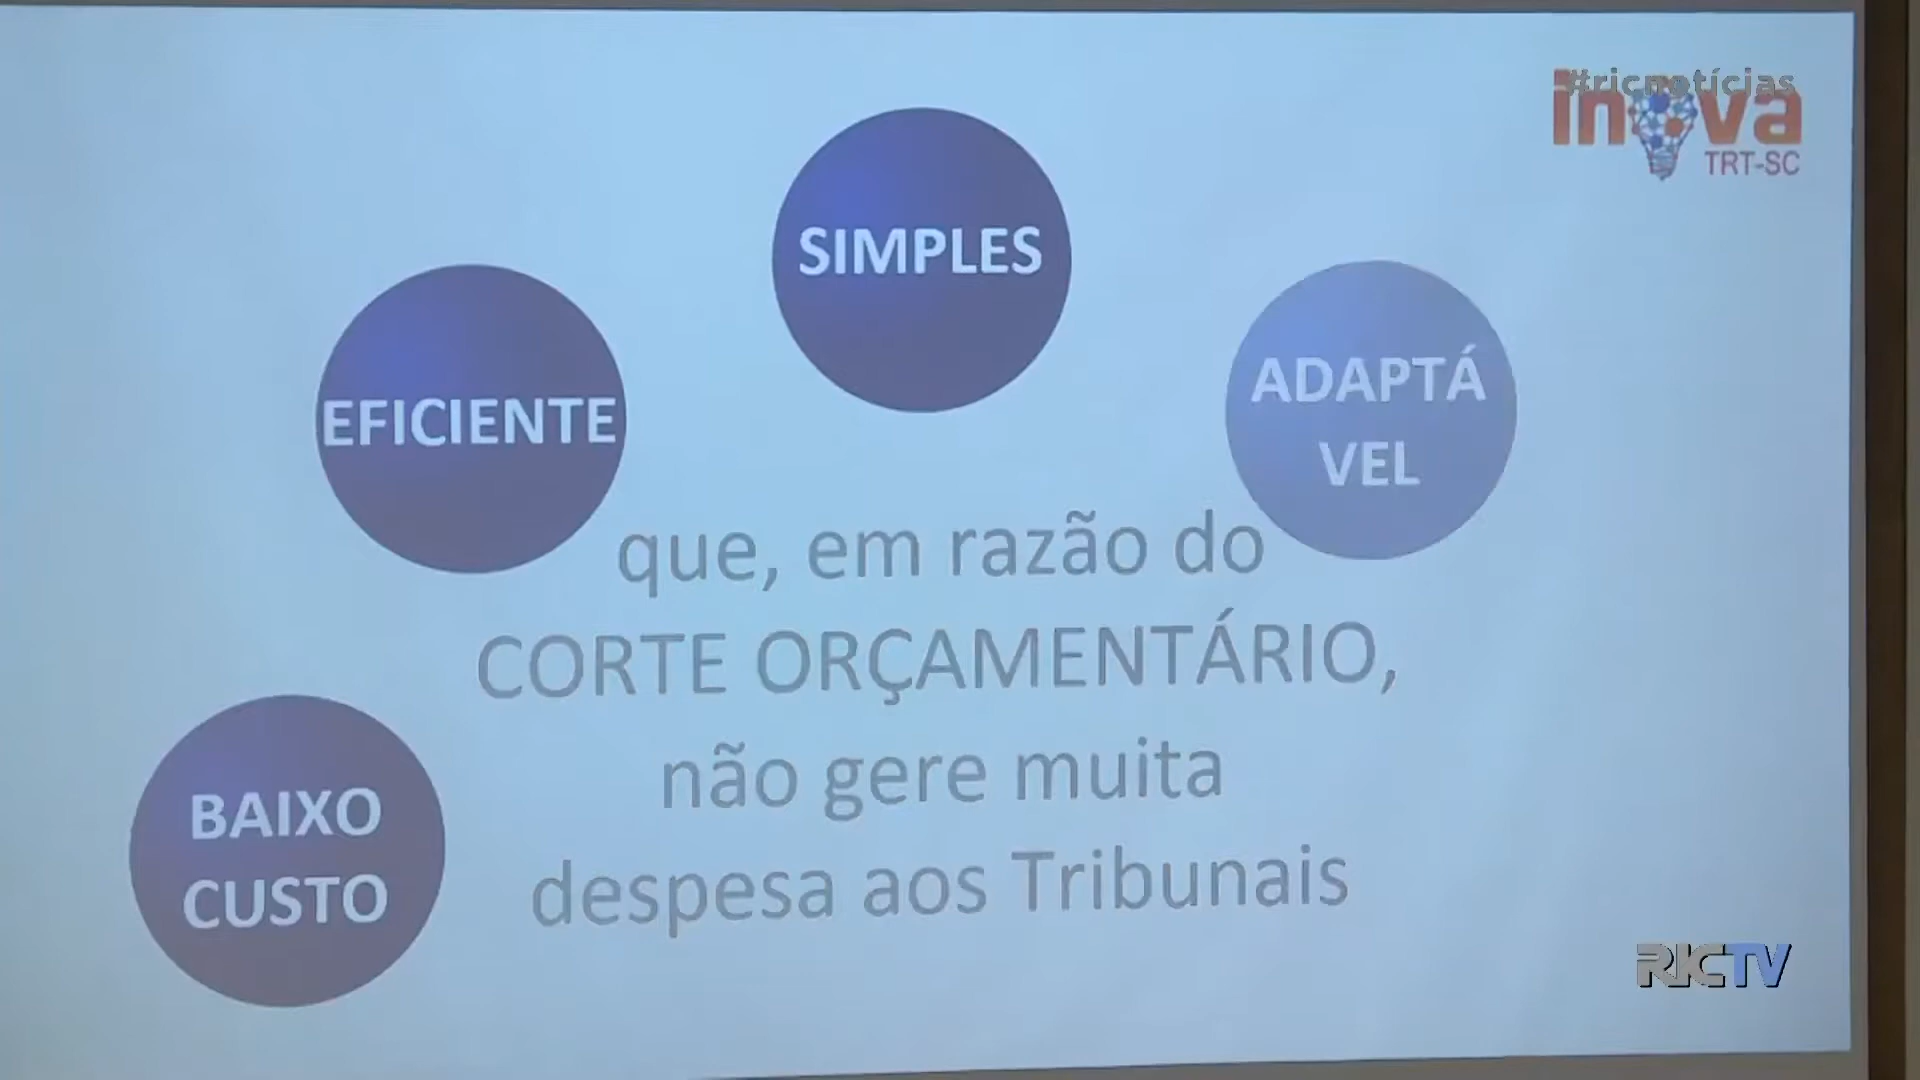 #ricnotícias
inova
TRT-SC
SIMPLES
EFICIENTE
ADAPTÁ
VEL
que, em razão do
CORTE ORÇAMENTÁRIO,
não gere muita
despesa aos Tribunais
BAIXO
CUSTO
RICTV